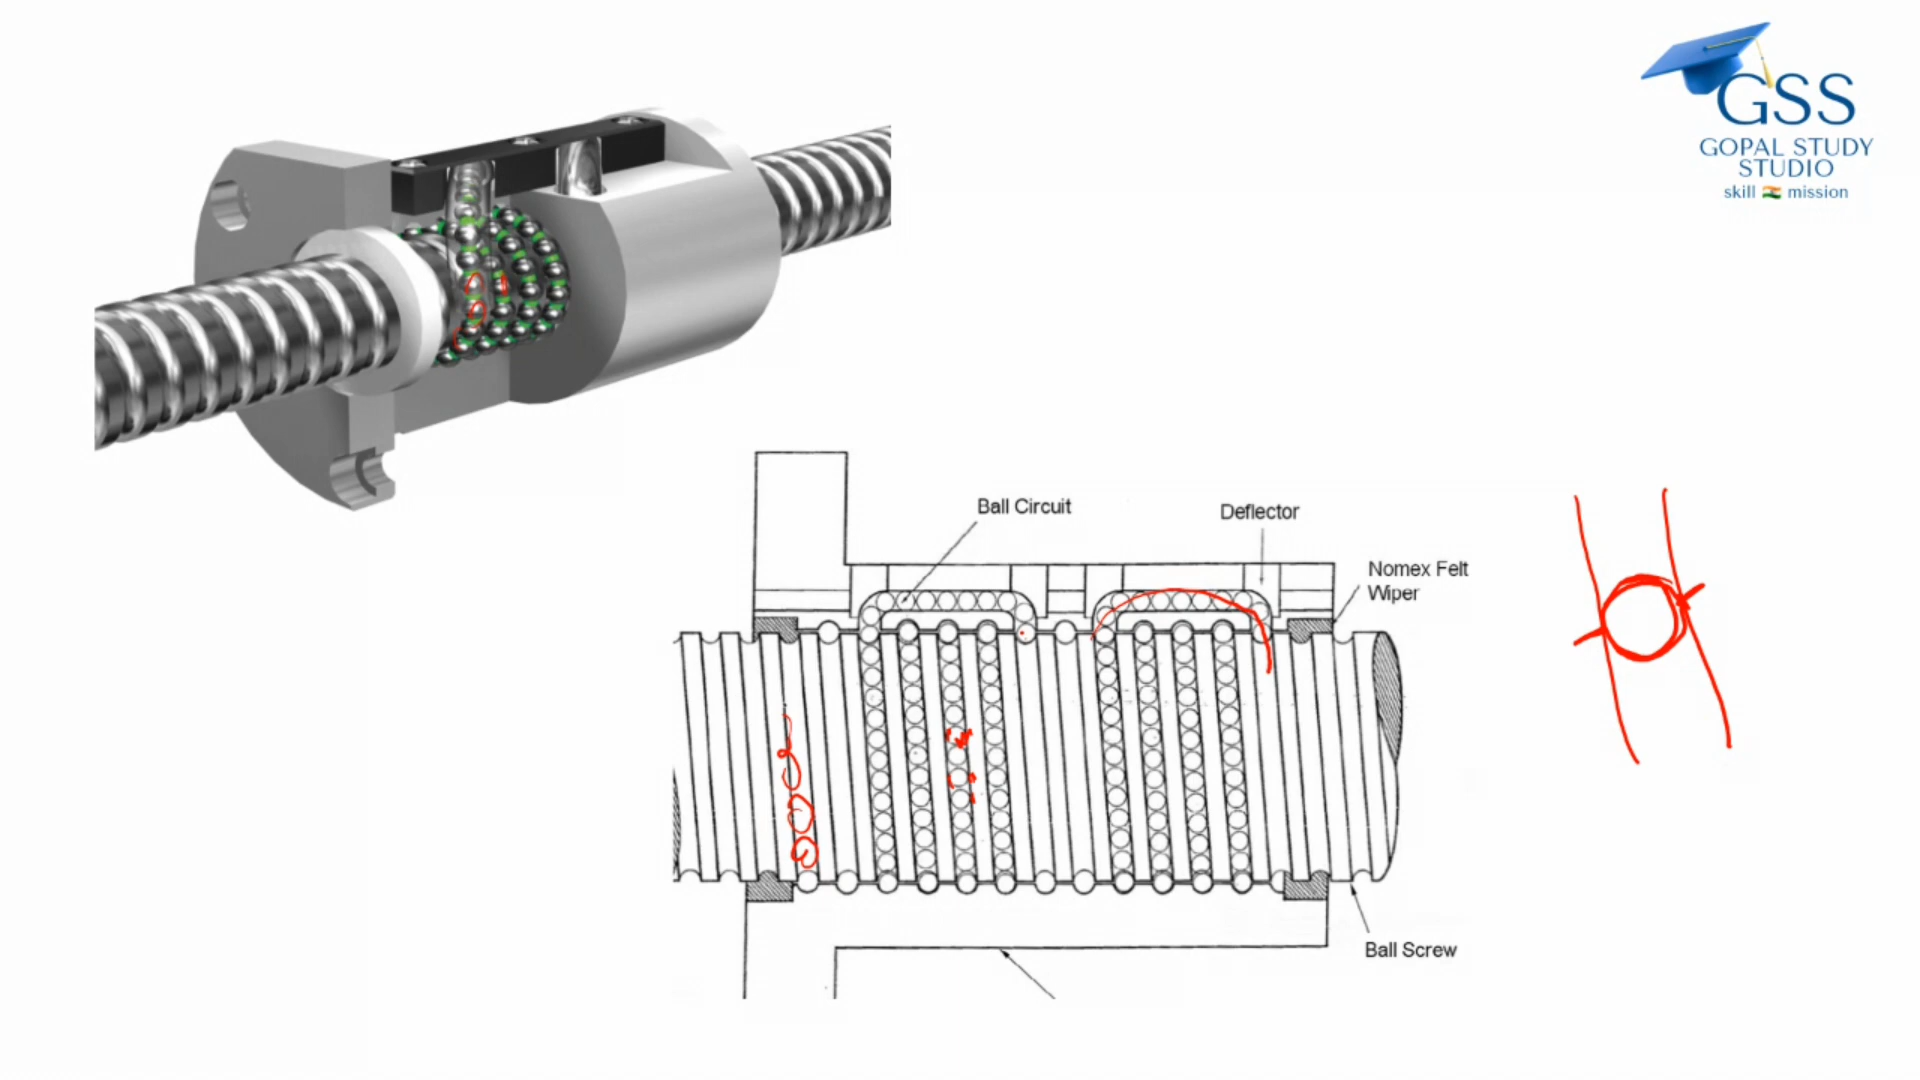 GSS
GOPAL STUDY
STUDIO
skill 🇮🇳 mission
Ball Circuit
Deflector
Nomex Felt
Wiper
Ball Screw